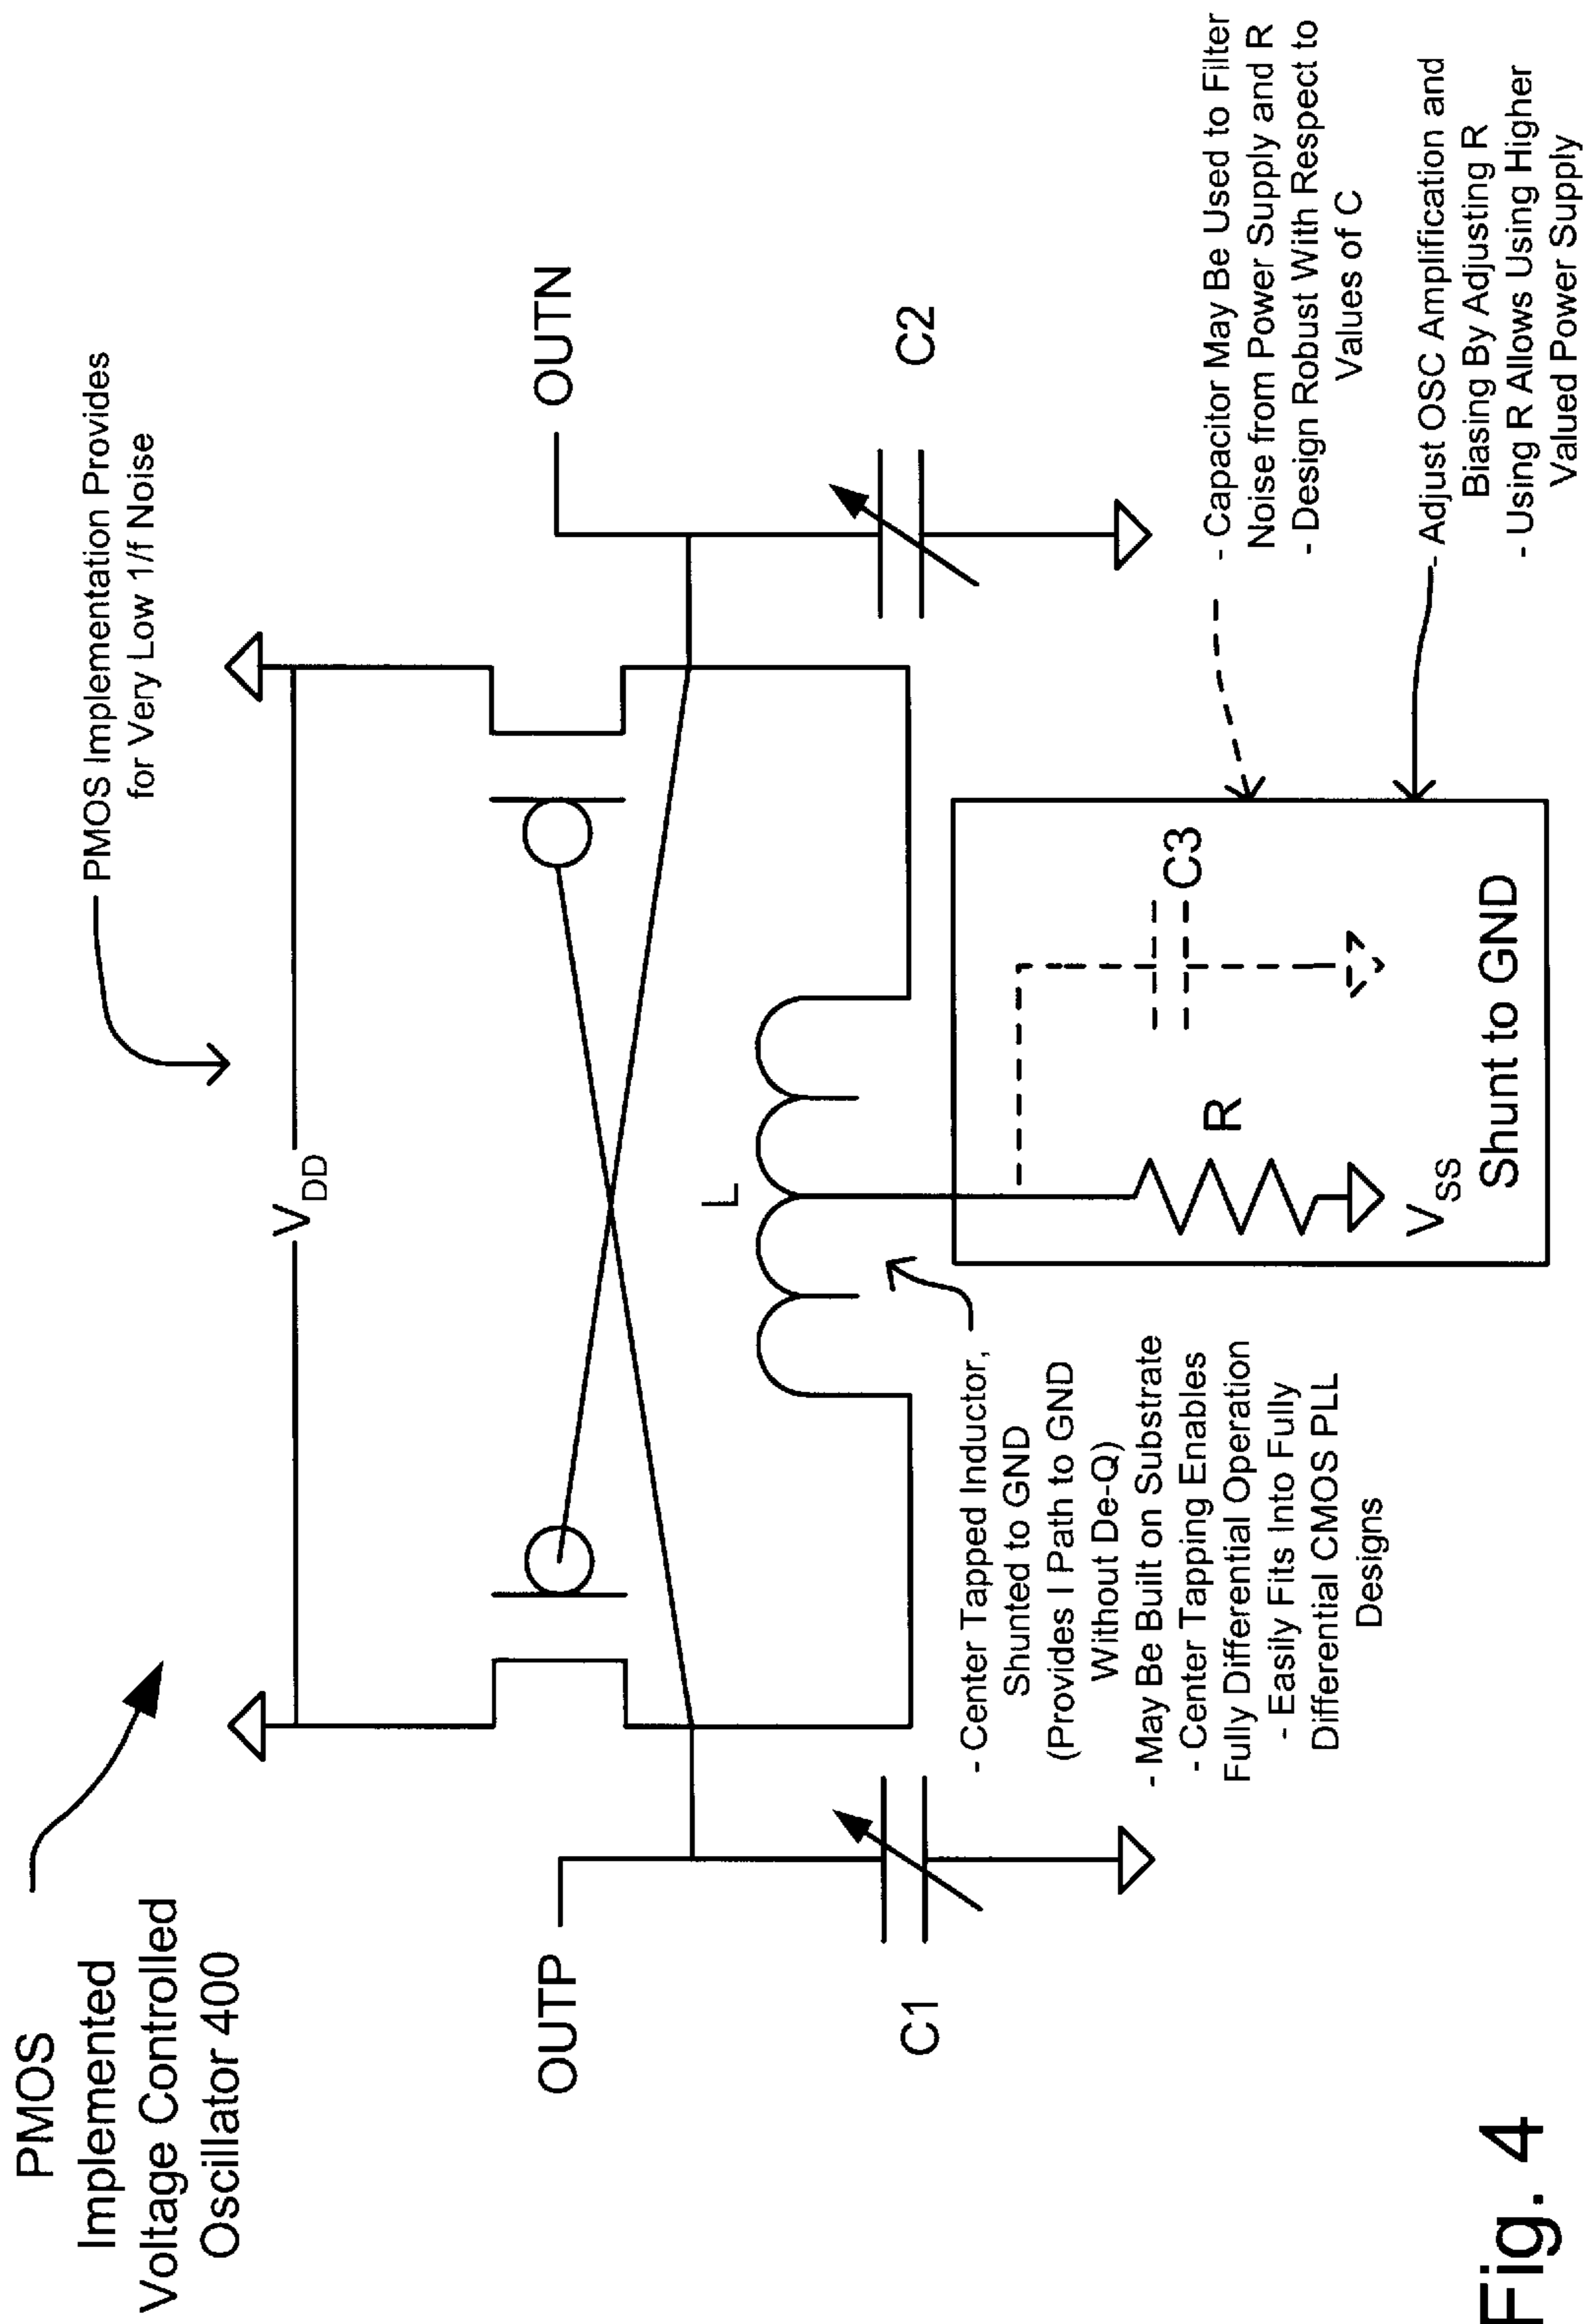 PMOS
Implemented
Voltage Controlled
Oscillator 400
PMOS Implementation Provides
for Very Low 1/f Noise
V_DD
OUTP
OUTN
C1
C2
L
- Center Tapped Inductor,
Shunted to GND
(Provides I Path to GND
Without De-Q)
- May Be Built on Substrate
- Center Tapping Enables
Fully Differential Operation
- Easily Fits Into Fully
Differential CMOS PLL
Designs
R
C3
V_SS
Shunt to GND
- Capacitor May Be Used to Filter
Noise from Power Supply and R
- Design Robust With Respect to
Values of C
- Adjust OSC Amplification and
Biasing By Adjusting R
- Using R Allows Using Higher
Valued Power Supply
Fig. 4